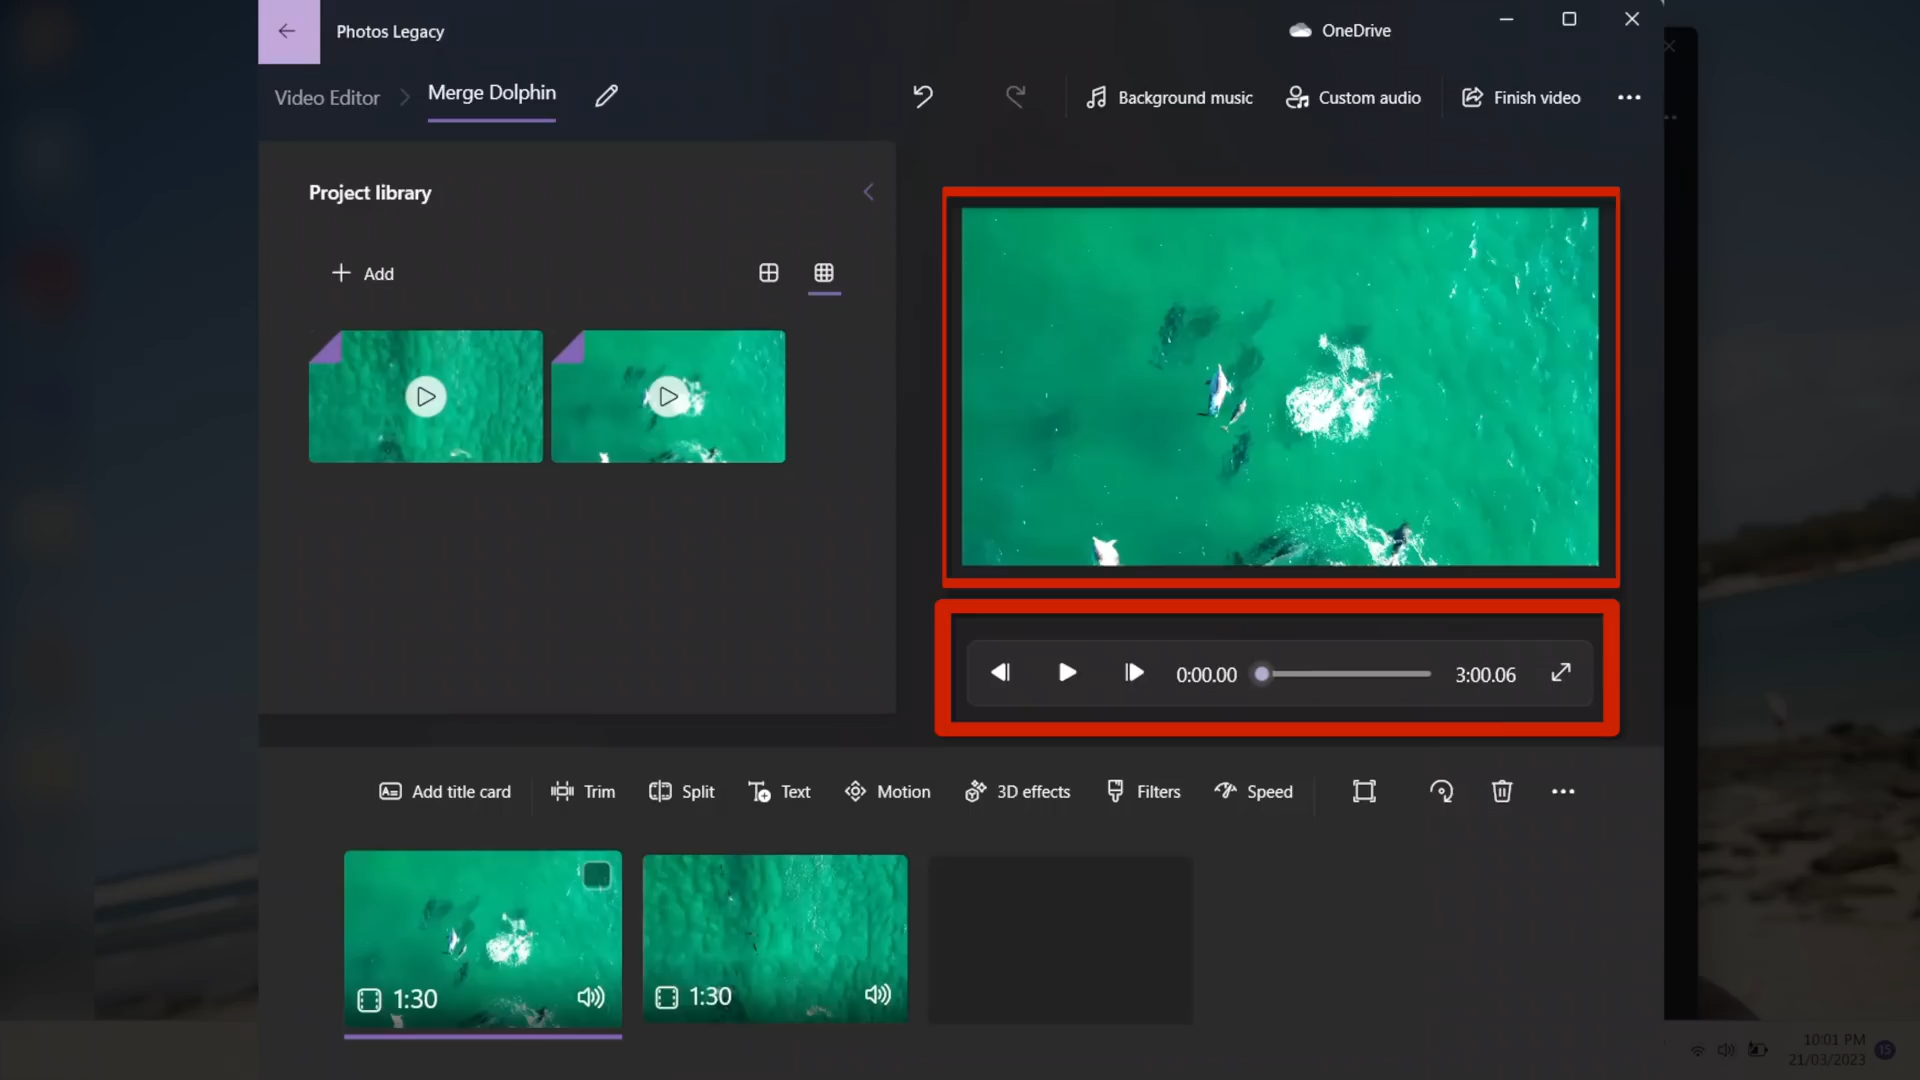 Photos Legacy
OneDrive
Video Editor
Merge Dolphin
Background music
Custom audio
Finish video
Project library
Add
0:00.00
3:00.06
Add title card
Trim
Split
Text
Motion
3D effects
Filters
Speed
1:30
1:30
10:01 PM
21/03/2023
15